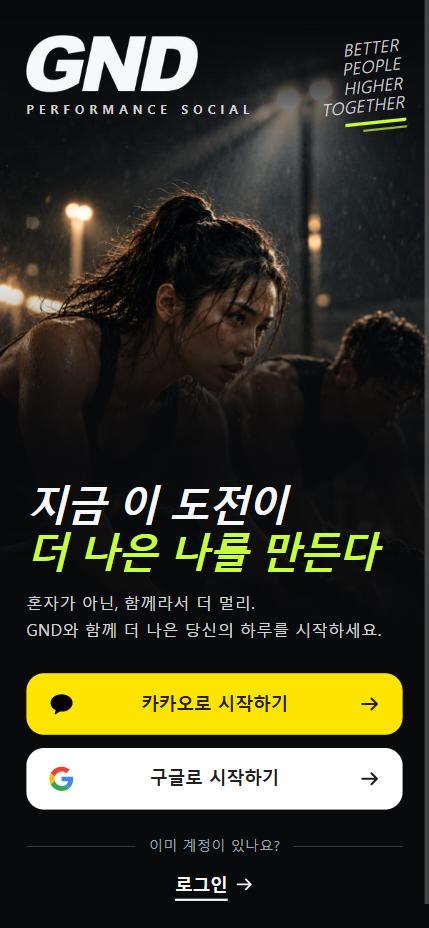 GND
PERFORMANCE SOCIAL
BETTER
PEOPLE
HIGHER
TOGETHER
지금 이 도전이
더 나은 나를 만든다
혼자가 아닌, 함께라서 더 멀리.
GND와 함께 더 나은 당신의 하루를 시작하세요.
카카오로 시작하기 →
구글로 시작하기 →
이미 계정이 있나요?
로그인 →